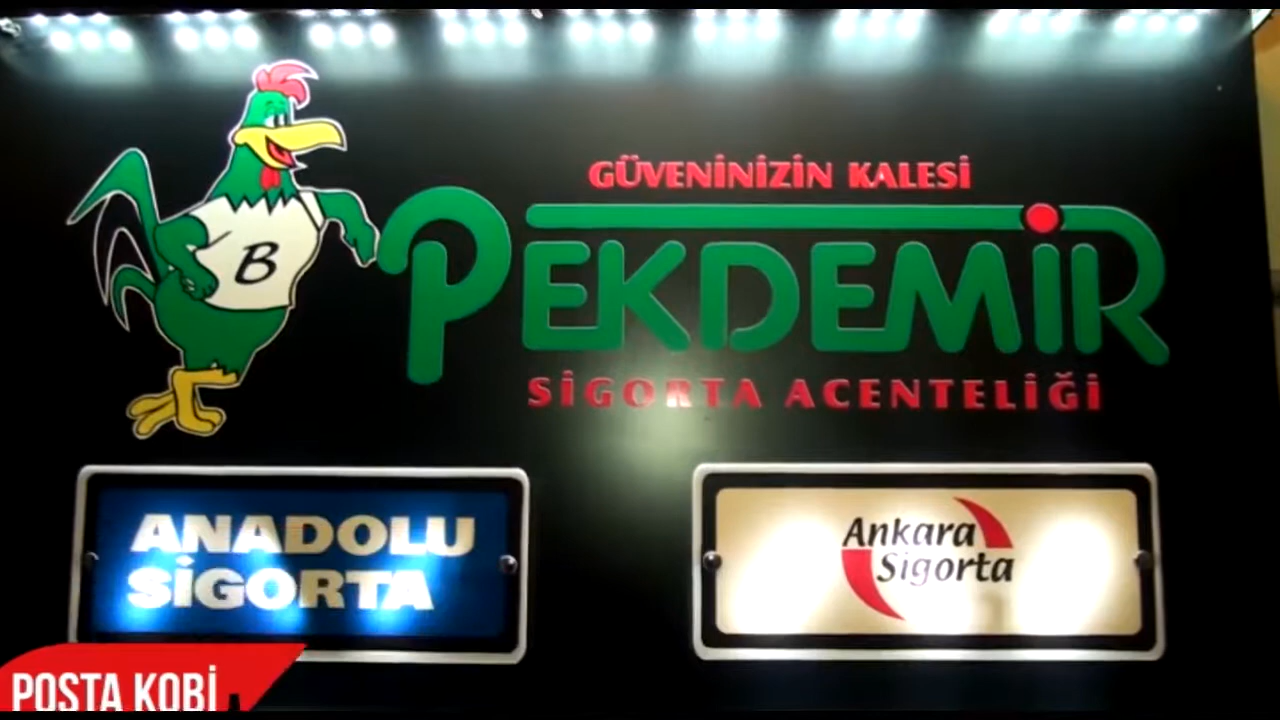 GÜVENİNİZİN KALESİ
PEKDEMİR
SİGORTA ACENTELİĞİ
B
ANADOLU
SİGORTA
Ankara
Sigorta
POSTA KOBİ